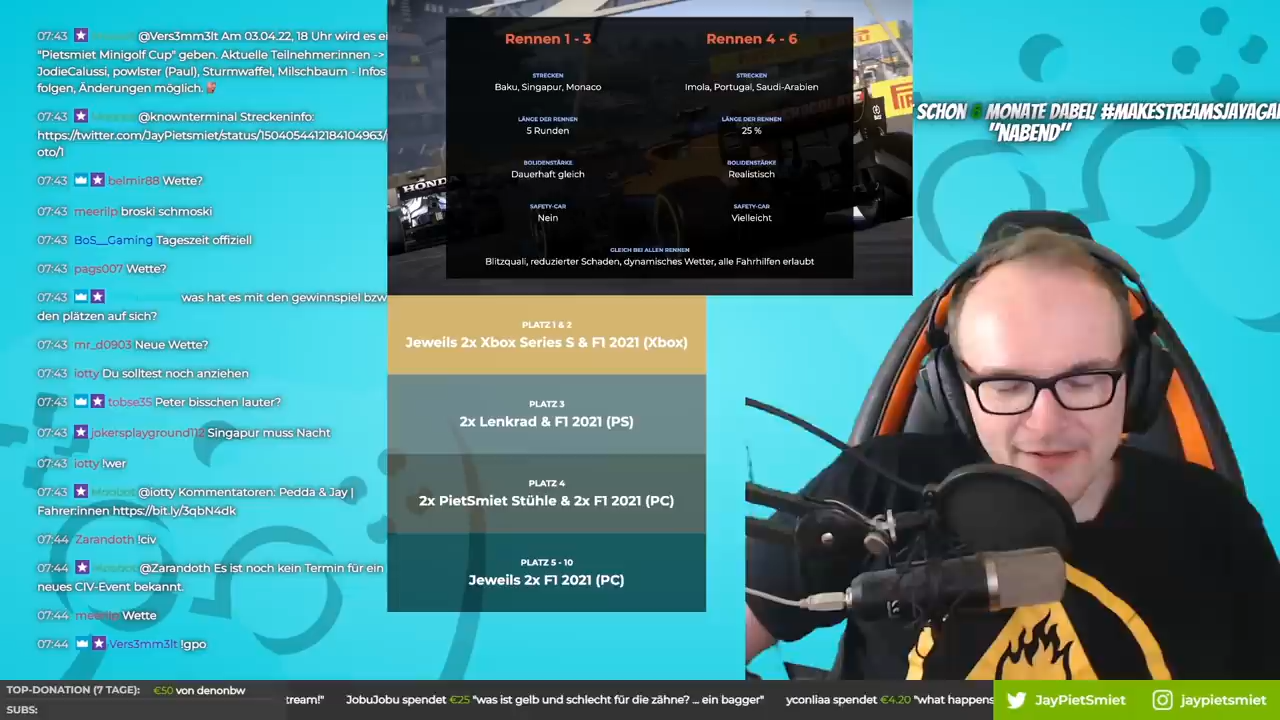 07:43 @Vers3mm3lt Am 03.04.22, 18 Uhr wird es ei
"Pietsmiet Minigolf Cup" geben. Aktuelle Teilnehmer:innen ->
JodieCalussi, powlster (Paul), Sturmwaffel, Milschbaum - Infos
folgen, Änderungen möglich.
07:43 @knowterminal Streckeninfo:
https://twitter.com/JayPietsmiet/status/1504054412184104963/
oto/1
07:43 belmir88 Wette?
07:43 meerilp broski schmoski
07:43 BoS__Gaming Tageszeit offiziell
07:43 pags007 Wette?
07:43 was hat es mit den gewinnspiel bzw
den plätzen auf sich?
07:43 mr_d0903 Neue Wette?
07:43 iotty Du solltest noch anziehen
07:43 tobse35 Peter bisschen lauter?
07:43 jokersplayground112 Singapur muss Nacht
07:43 iotty !wer
07:43 Moobot @iotty Kommentatoren: Pedda & Jay |
Fahrer:innen https://bit.ly/3qbN4dk
07:44 Zarandoth !civ
07:44 Moobot @Zarandoth Es ist noch kein Termin für ein
neues CIV-Event bekannt.
07:44 meerilp Wette
07:44 Vers3mm3lt !gpo
Rennen 1 - 3
STRECKEN
Baku, Singapur, Monaco
LÄNGE DER RENNEN
5 Runden
BOLIDENSTÄRKE
Dauerhaft gleich
SAFETY-CAR
Nein
Rennen 4 - 6
STRECKEN
Imola, Portugal, Saudi-Arabien
LÄNGE DER RENNEN
25 %
BOLIDENSTÄRKE
Realistisch
SAFETY-CAR
Vielleicht
GLEICH BEI ALLEN RENNEN
Blitzquali, reduzierter Schaden, dynamisches Wetter, alle Fahrhilfen erlaubt
HONDA
PLATZ 1 & 2
Jeweils 2x Xbox Series S & F1 2021 (Xbox)
PLATZ 3
2x Lenkrad & F1 2021 (PS)
PLATZ 4
2x PietSmiet Stühle & 2x F1 2021 (PC)
PLATZ 5 - 10
Jeweils 2x F1 2021 (PC)
SCHON 6 MONATE DABEI! #MAKESTREAMSJAYAGAI
"NABEND"
TOP-DONATION (7 TAGE): €50 von denonbw
SUBS:
tream!" JobuJobu spendet €25 "was ist gelb und schlecht für die zähne? ... ein bagger" yconliaa spendet €4.20 "what happens
JayPietSmiet
jaypietsmiet